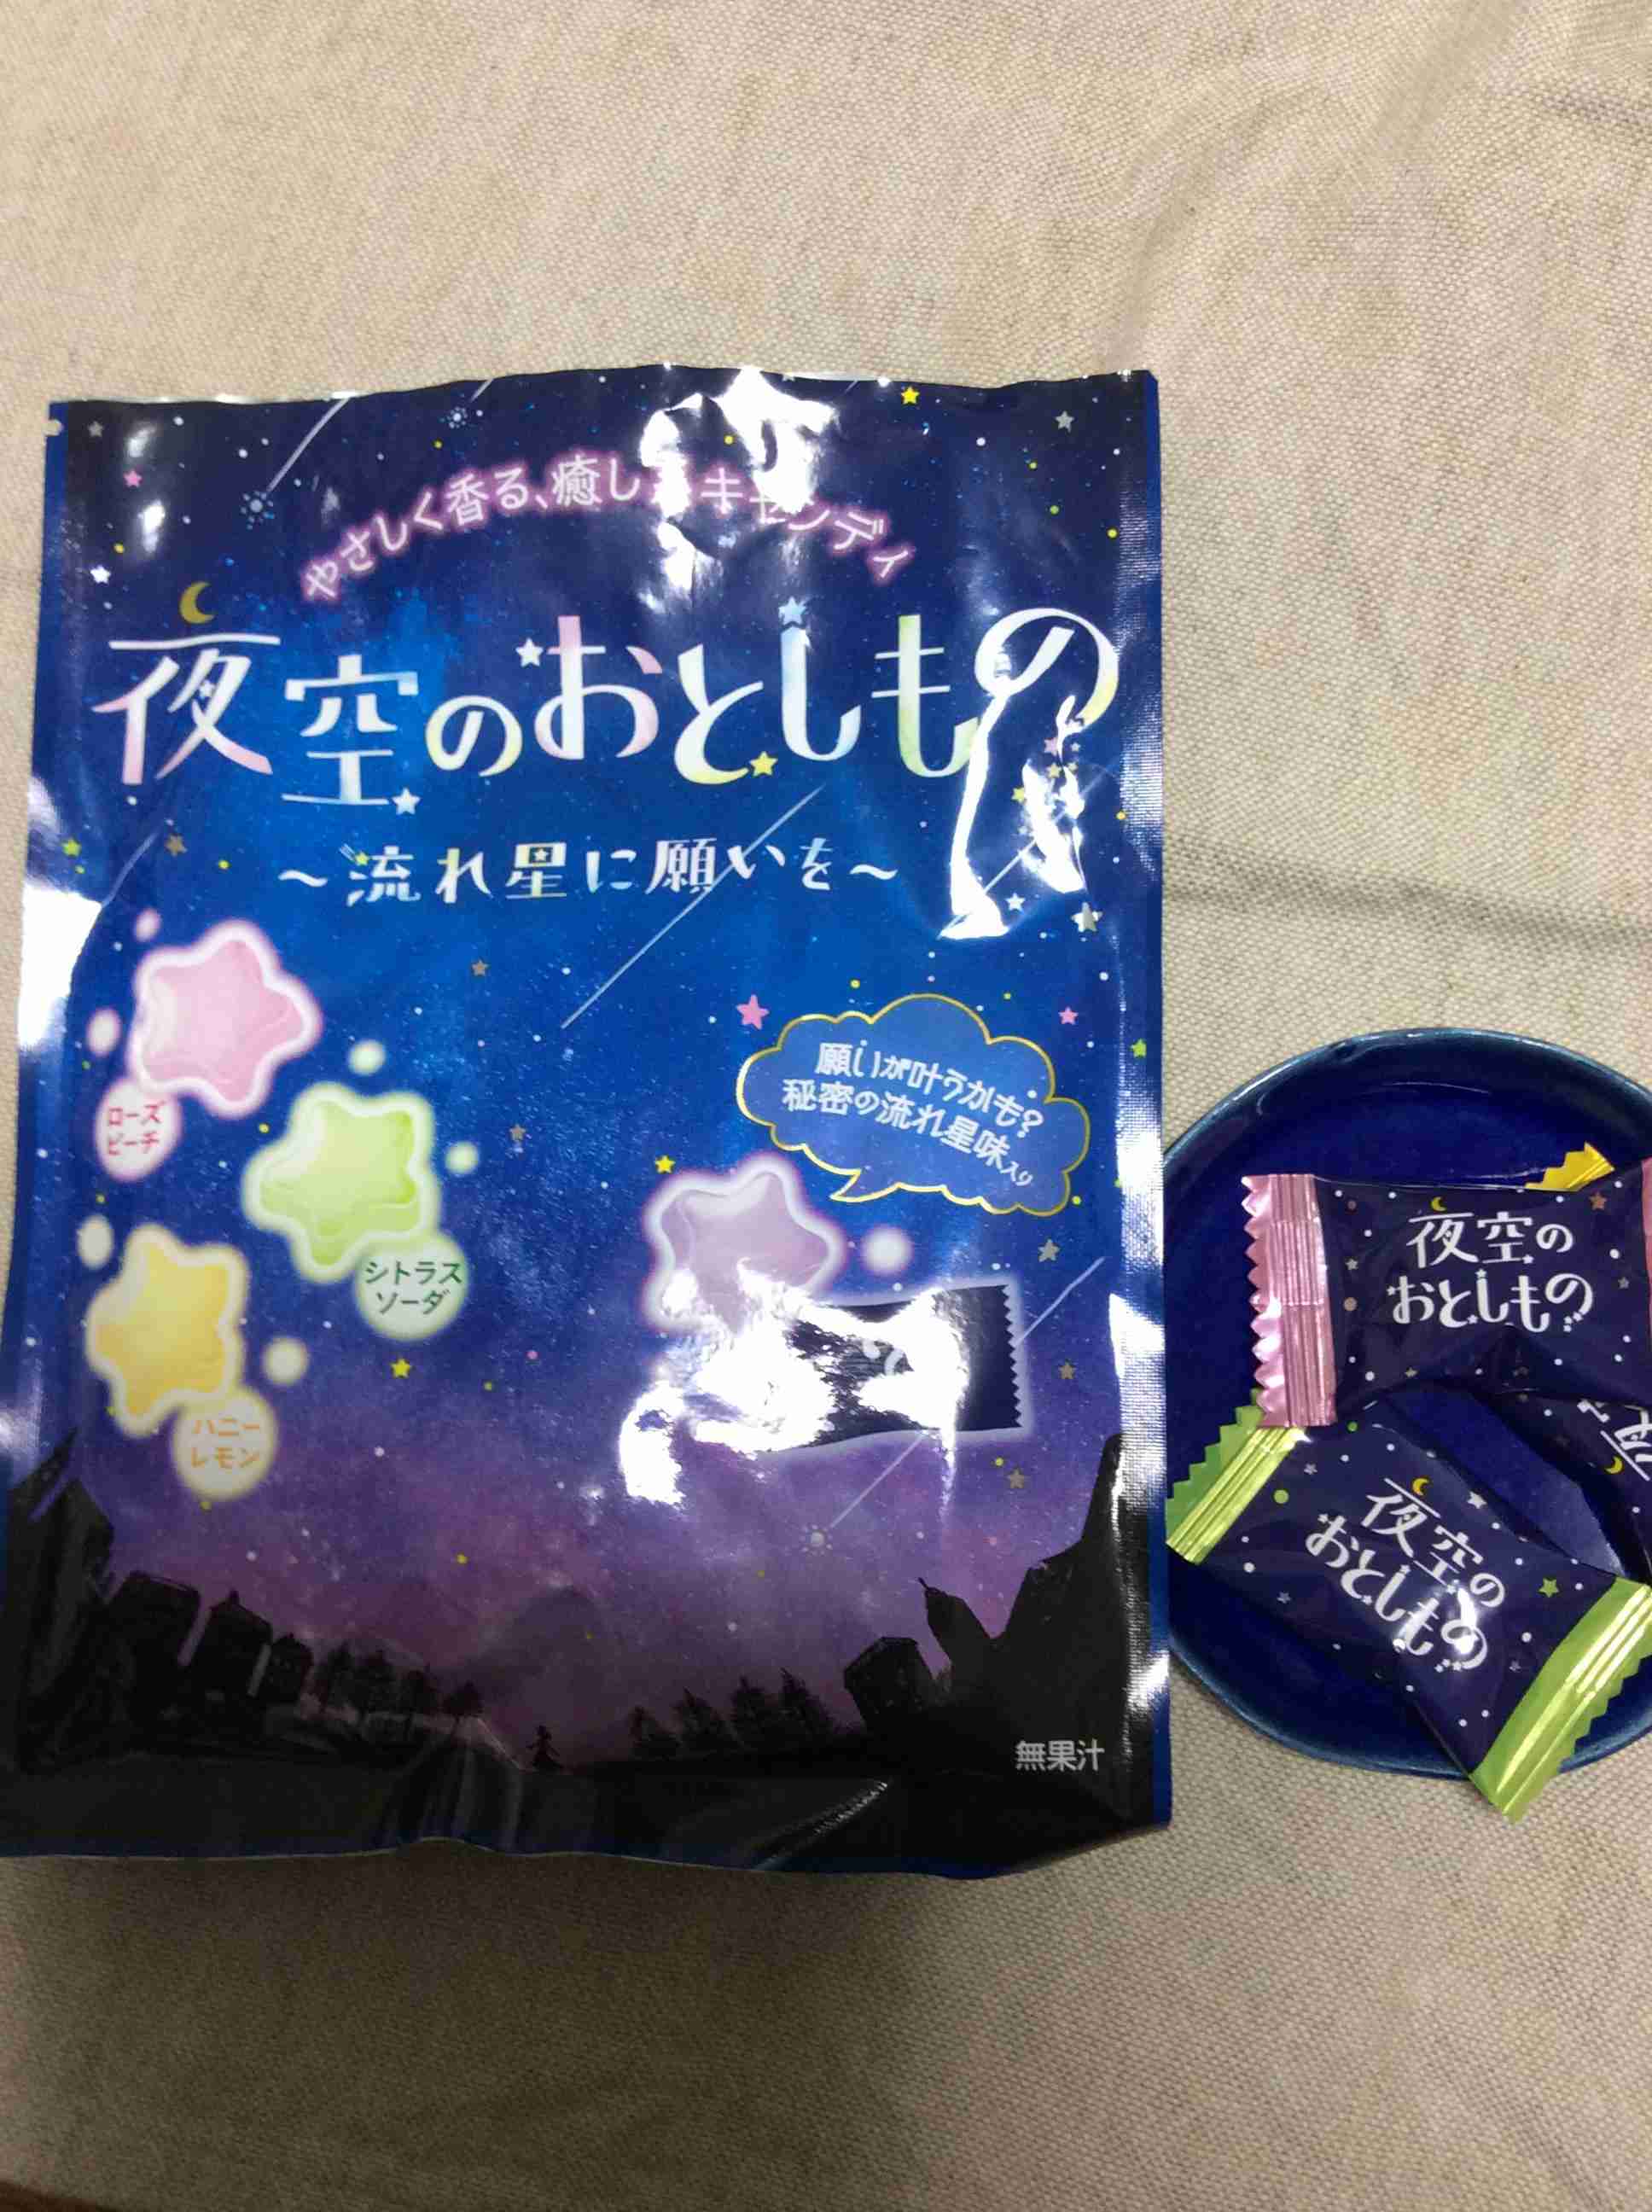 やさしく香る、癒し系キャンディ
夜空のおとしもの
~流れ星に願いを~
願いが叶うかも?
秘密の流れ星味入り
ローズ
ピーチ
シトラス
ソーダ
ハニー
レモン
無果汁
夜空の
おとしもの
夜空の
おとしもの